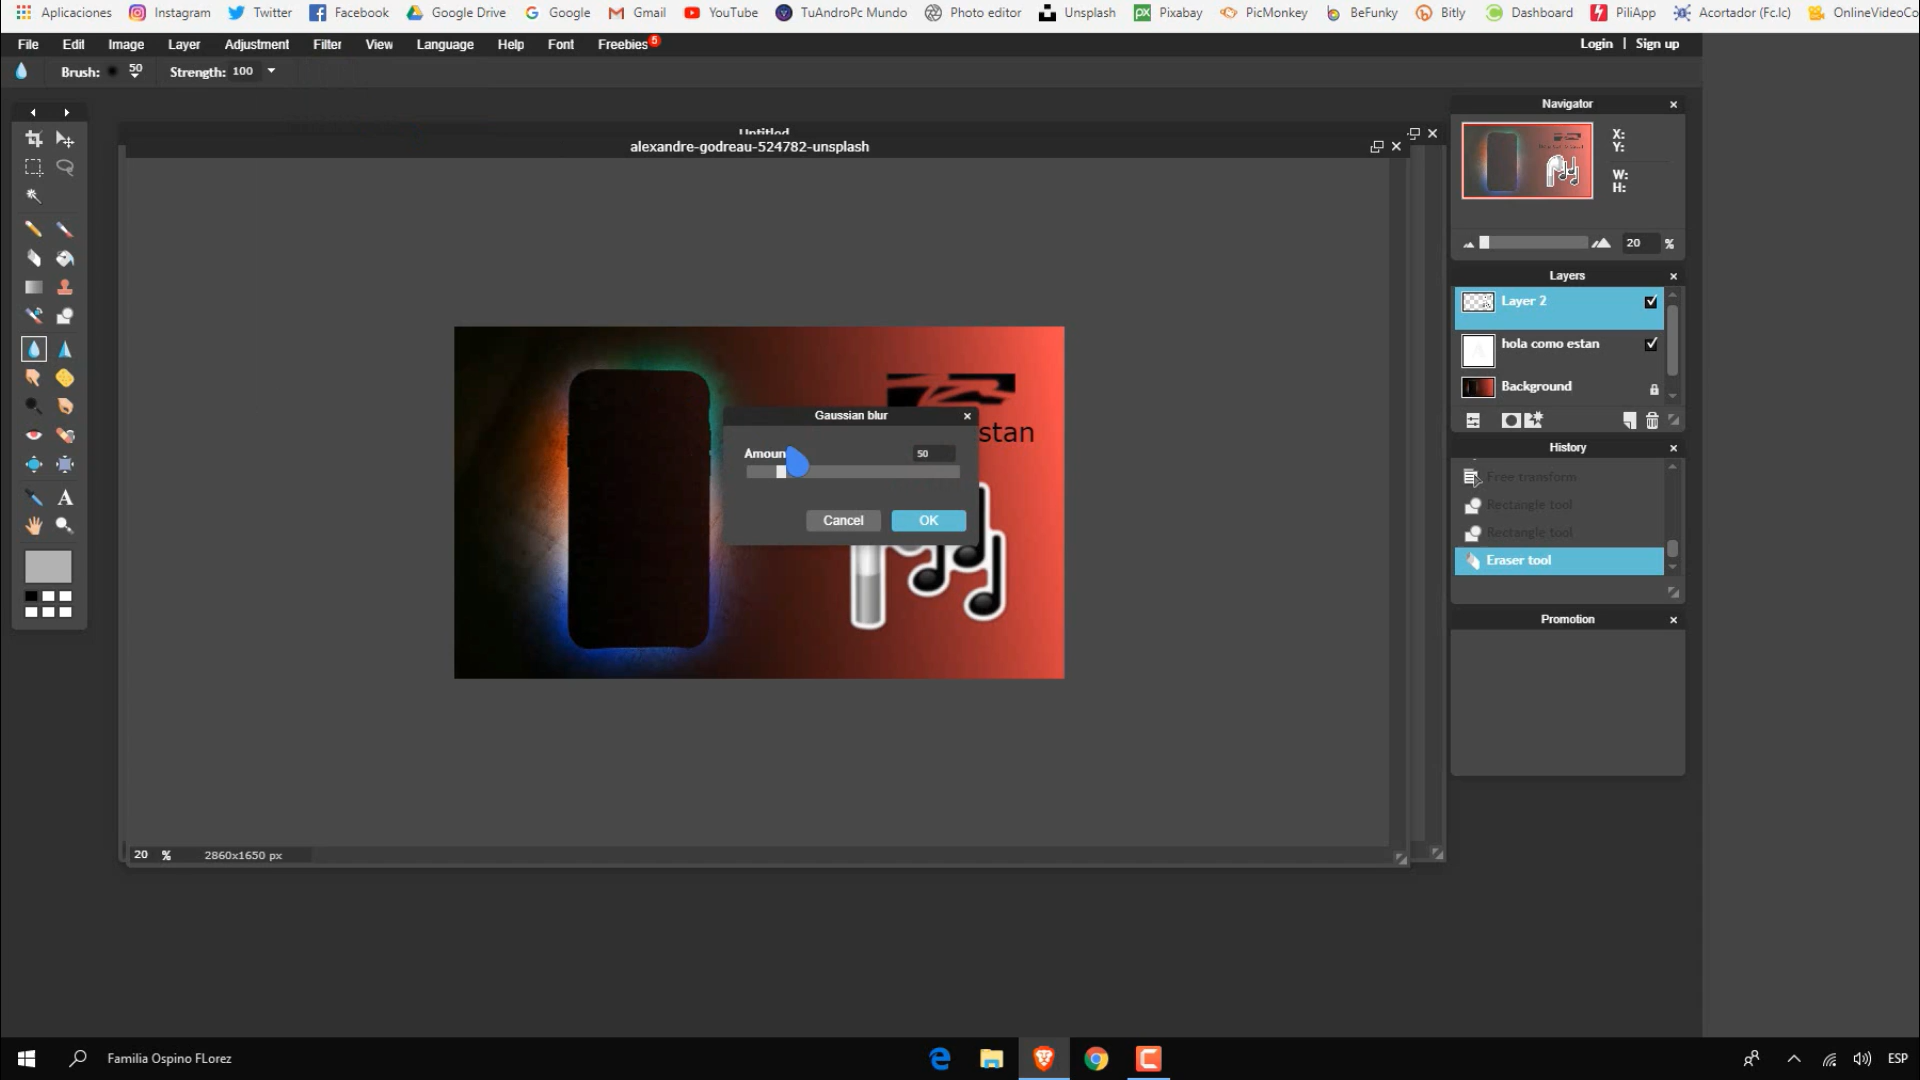 Aplicaciones Instagram Twitter Facebook Google Drive Google Gmail YouTube TuAndroPc Mundo Photo editor Unsplash Pixabay PicMonkey BeFunky Bitly Dashboard PiliApp Acortador (Fc.lc) OnlineVideoCo
File Edit Image Layer Adjustment Filter View Language Help Font Freebies 5 Login | Sign up
Brush: 50 Strength: 100
Untitled
alexandre-godreau-524782-unsplash
Navigator
X:
Y:
W:
H:
20 %
Layers
Layer 2
hola como estan
Background
Gaussian blur
Amoun 50
Cancel OK
stan
History
Free transform
Rectangle tool
Rectangle tool
Eraser tool
Promotion
20 % 2860x1650 px
Familia Ospino FLorez
ESP